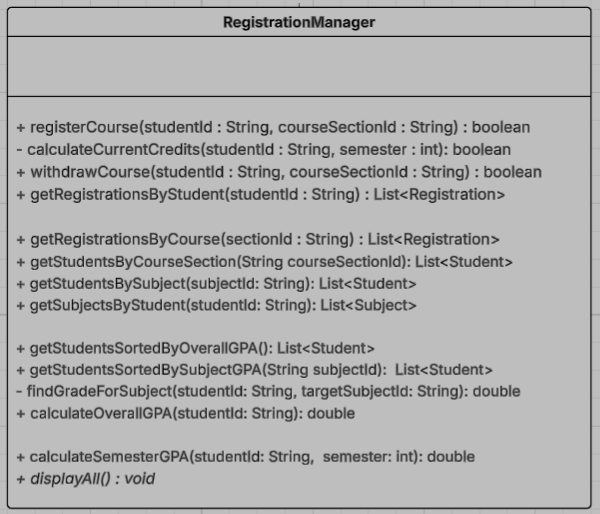 RegistrationManager
+ registerCourse(studentId : String, courseSectionId : String) : boolean
- calculateCurrentCredits(studentId : String, semester : int): boolean
+ withdrawCourse(studentId : String, courseSectionId : String) : boolean
+ getRegistrationsByStudent(studentId : String) : List<Registration>
+ getRegistrationsByCourse(sectionId : String) : List<Registration>
+ getStudentsByCourseSection(String courseSectionId): List<Student>
+ getStudentsBySubject(subjectId: String): List<Student>
+ getSubjectsByStudent(studentId: String): List<Subject>
+ getStudentsSortedByOverallGPA(): List<Student>
+ getStudentsSortedBySubjectGPA(String subjectId):  List<Student>
- findGradeForSubject(studentId: String, targetSubjectId: String): double
+ calculateOverallGPA(studentId: String): double
+ calculateSemesterGPA(studentId: String,  semester: int): double
+ displayAll() : void